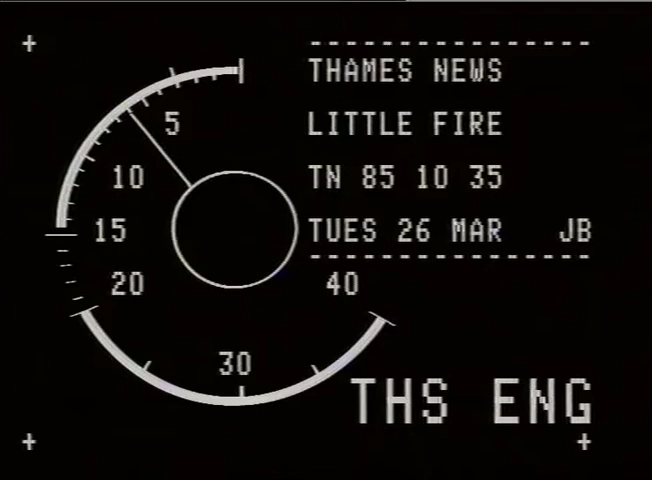 THAMES NEWS
LITTLE FIRE
TN 85 10 35
TUES 26 MAR JB
5
10
15
20
30
40
THS ENG